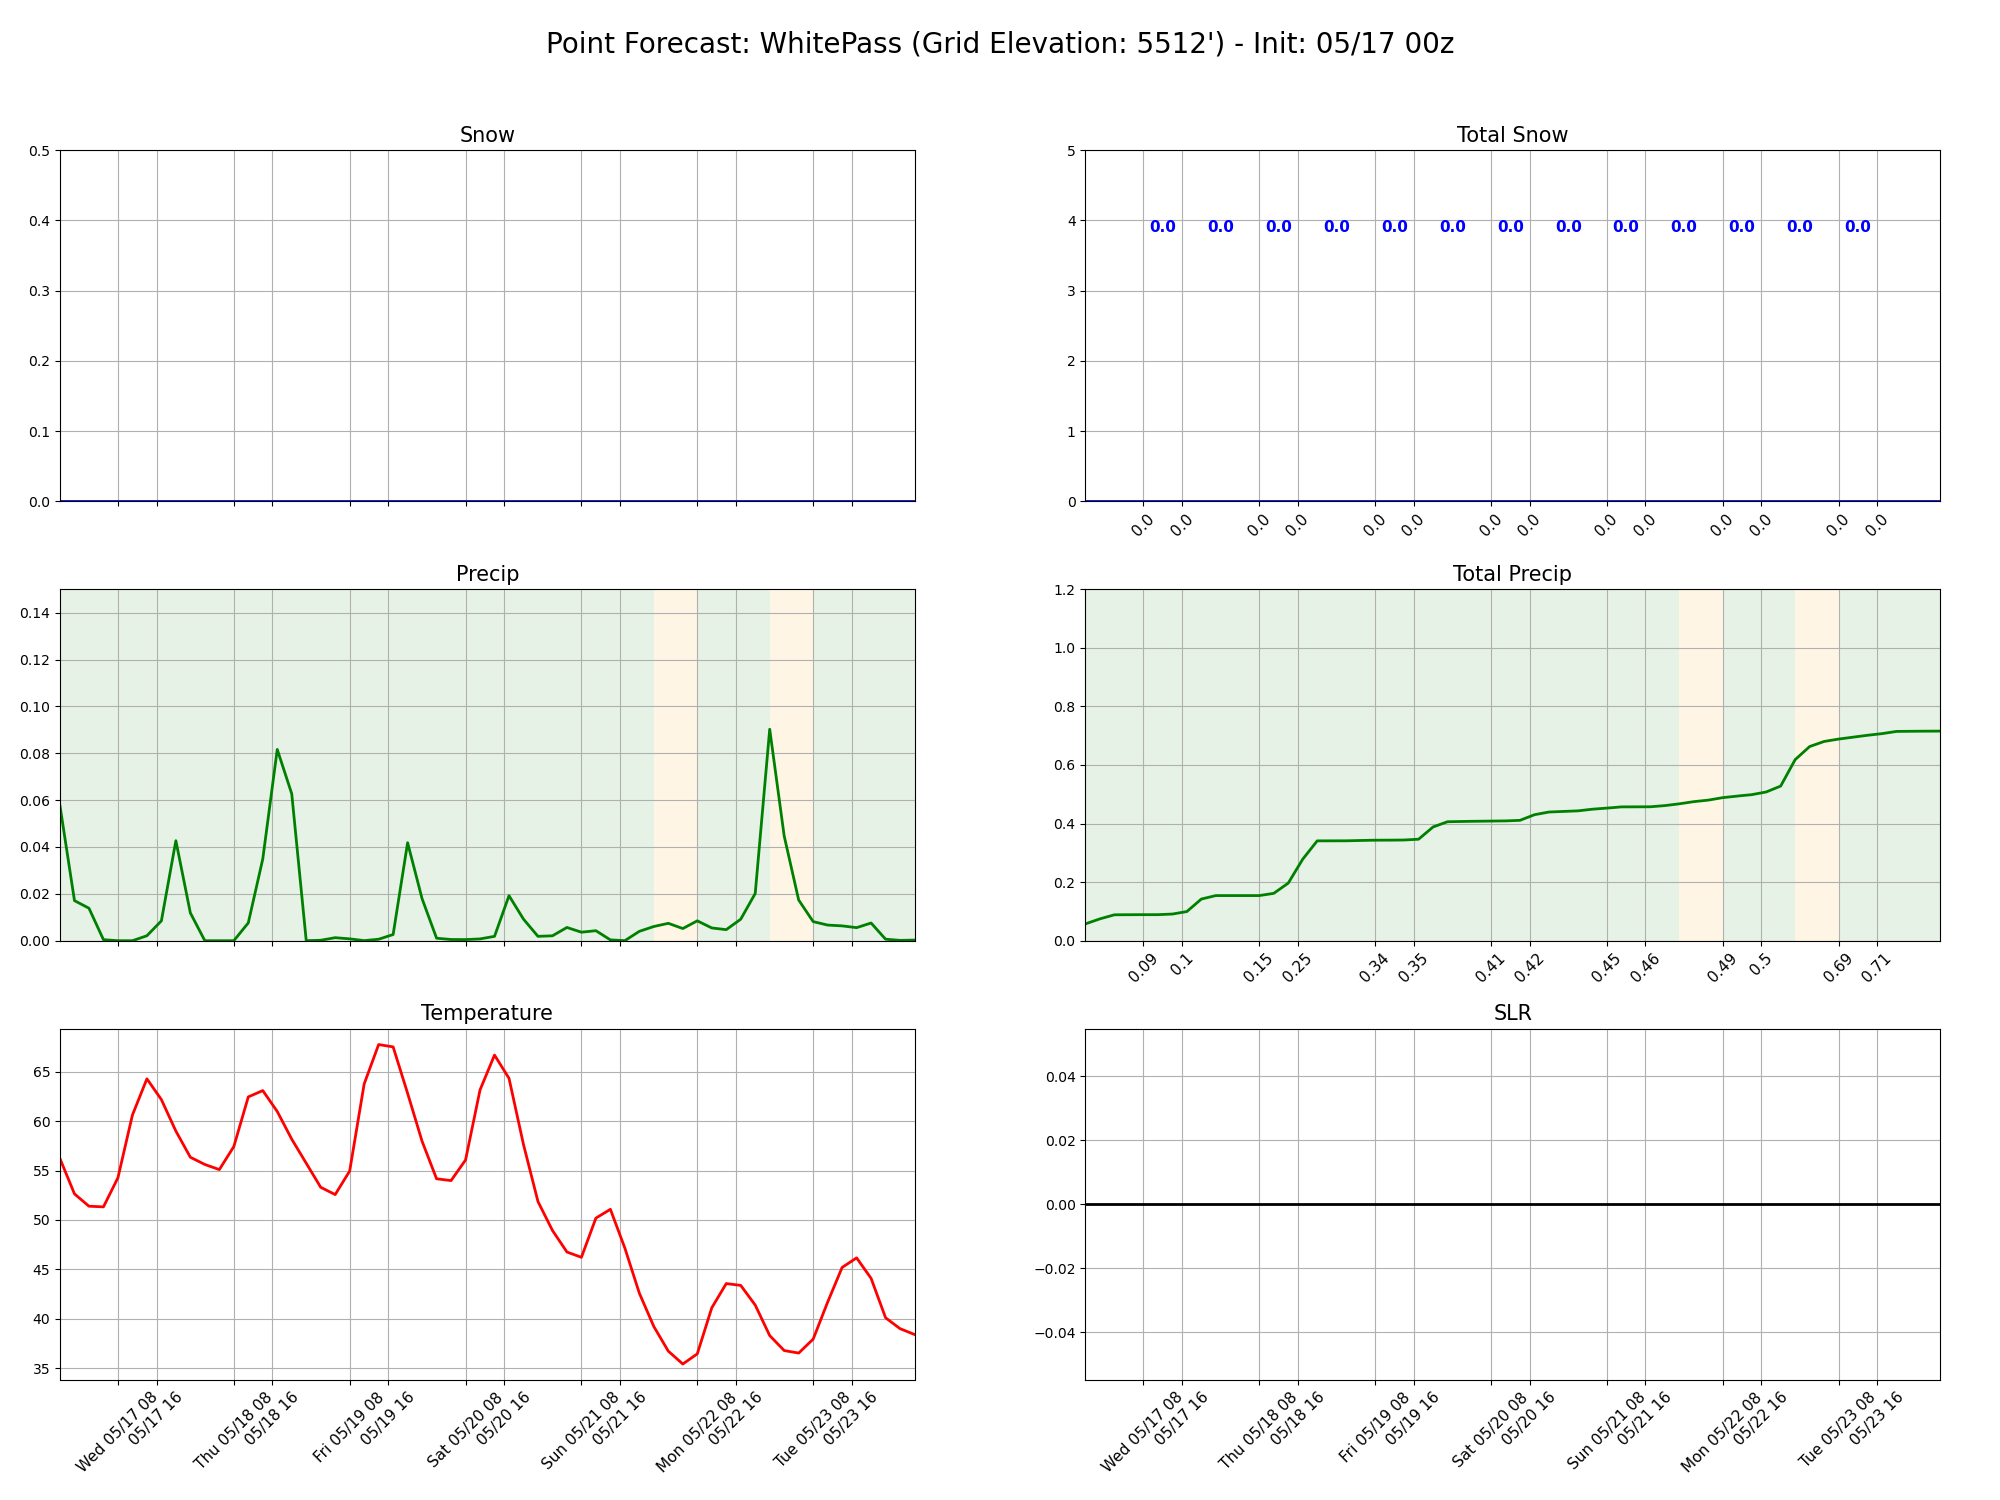 Point Forecast: WhitePass (Grid Elevation: 5512') - Init: 05/17 00z
Snow
0.5
0.4
0.3
0.2
0.1
0.0
Total Snow
5
4
3
2
1
0
0.0 0.0 0.0 0.0 0.0 0.0 0.0 0.0 0.0 0.0 0.0 0.0 0.0
0.0 0.0 0.0 0.0 0.0 0.0 0.0 0.0 0.0 0.0 0.0 0.0 0.0 0.0
Precip
0.14
0.12
0.10
0.08
0.06
0.04
0.02
0.00
Total Precip
1.2
1.0
0.8
0.6
0.4
0.2
0.0
0.09 0.1 0.15 0.25 0.34 0.35 0.41 0.42 0.45 0.46 0.49 0.5 0.69 0.71
Temperature
65
60
55
50
45
40
35
Wed 05/17 08
05/17 16
Thu 05/18 08
05/18 16
Fri 05/19 08
05/19 16
Sat 05/20 08
05/20 16
Sun 05/21 08
05/21 16
Mon 05/22 08
05/22 16
Tue 05/23 08
05/23 16
SLR
0.04
0.02
0.00
−0.02
−0.04
Wed 05/17 08
05/17 16
Thu 05/18 08
05/18 16
Fri 05/19 08
05/19 16
Sat 05/20 08
05/20 16
Sun 05/21 08
05/21 16
Mon 05/22 08
05/22 16
Tue 05/23 08
05/23 16